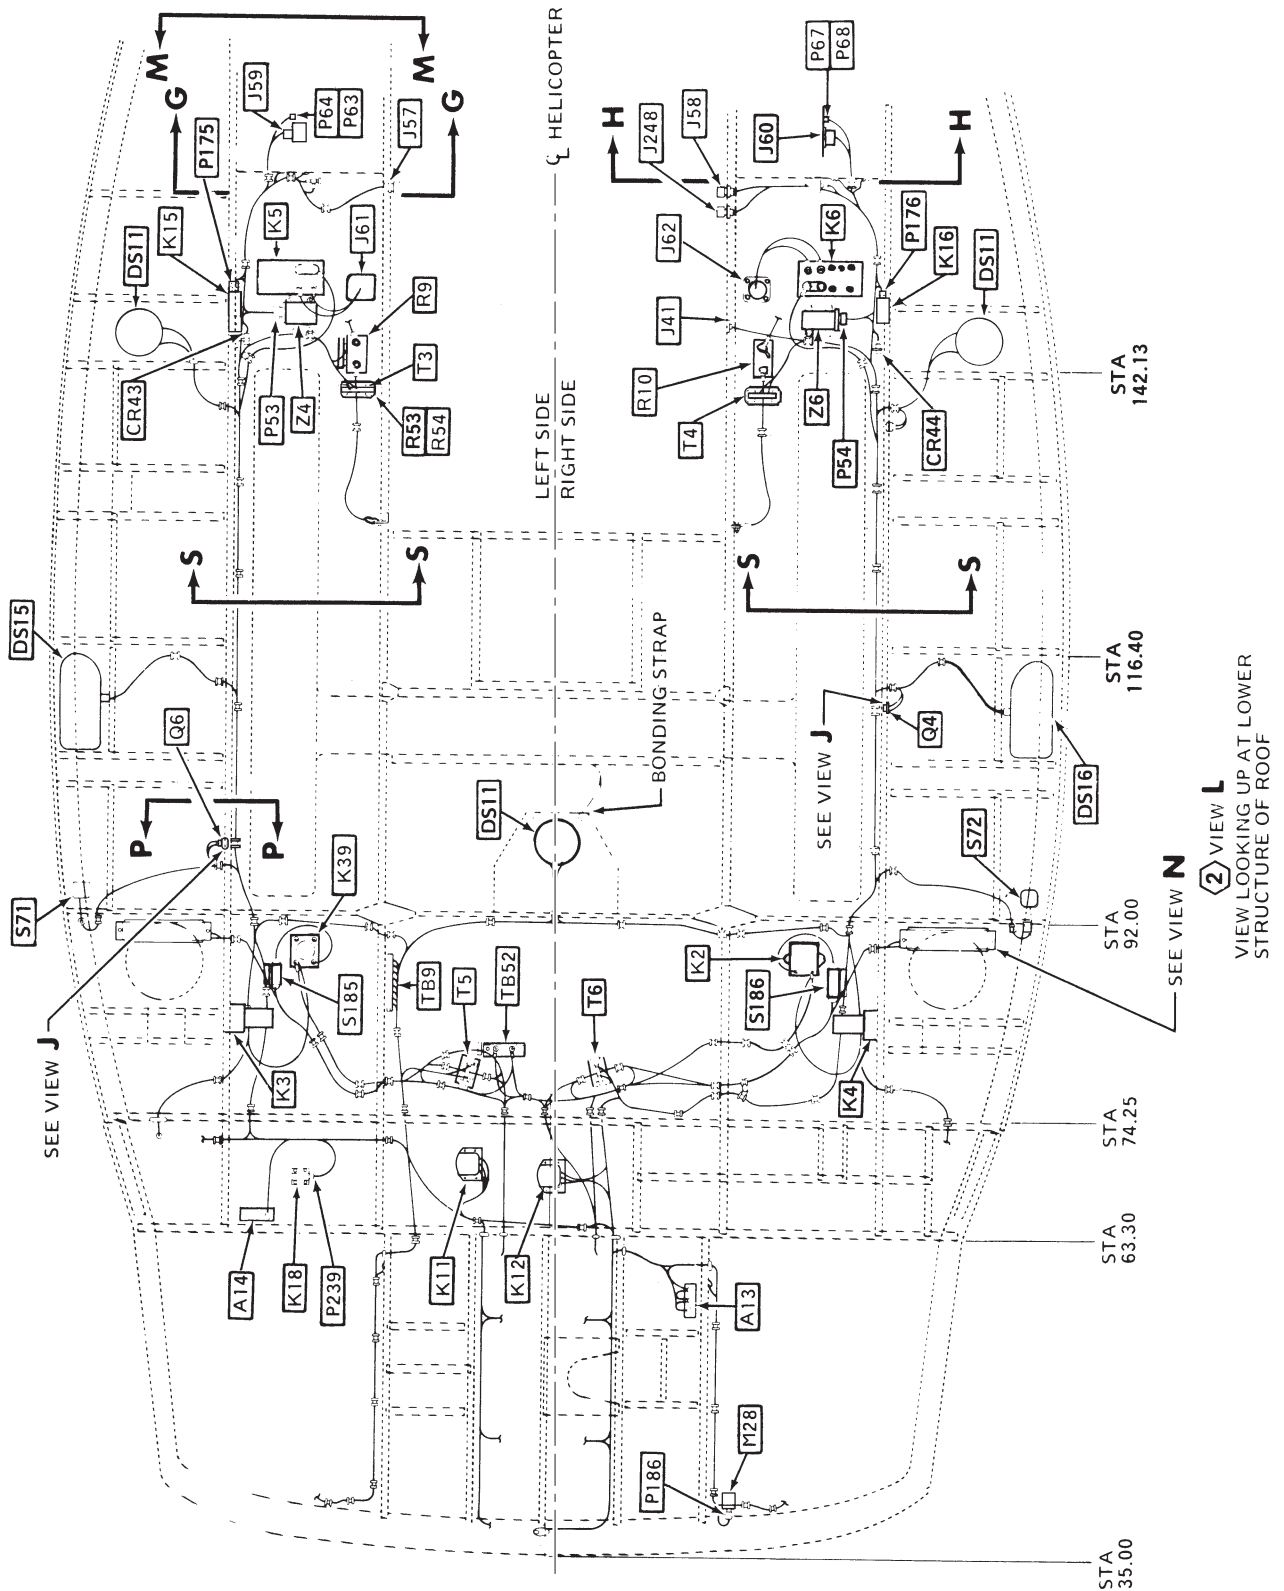 M
M
G
G
J59
P64
P63
J57
P175
K15
DS11
K5
J61
R9
T3
CR43
P53
Z4
R53
R54
℄ HELICOPTER
H
H
J58
J248
J60
P67
P68
J62
K6
P176
K16
DS11
J41
R10
T4
Z6
P54
CR44
STA
142.13
LEFT SIDE
RIGHT SIDE
S
S
S
S
DS15
Q6
BONDING STRAP
SEE VIEW J
Q4
DS16
STA
116.40
P
P
K39
DS11
S71
S72
STA
92.00
SEE VIEW J
K3
S185
TB9
T5
TB52
T6
K2
S186
K4
SEE VIEW N
2 VIEW L
VIEW LOOKING UP AT LOWER
STRUCTURE OF ROOF
STA
74.25
A14
K18
P239
K11
K12
A13
STA
63.30
P186
M28
STA
35.00